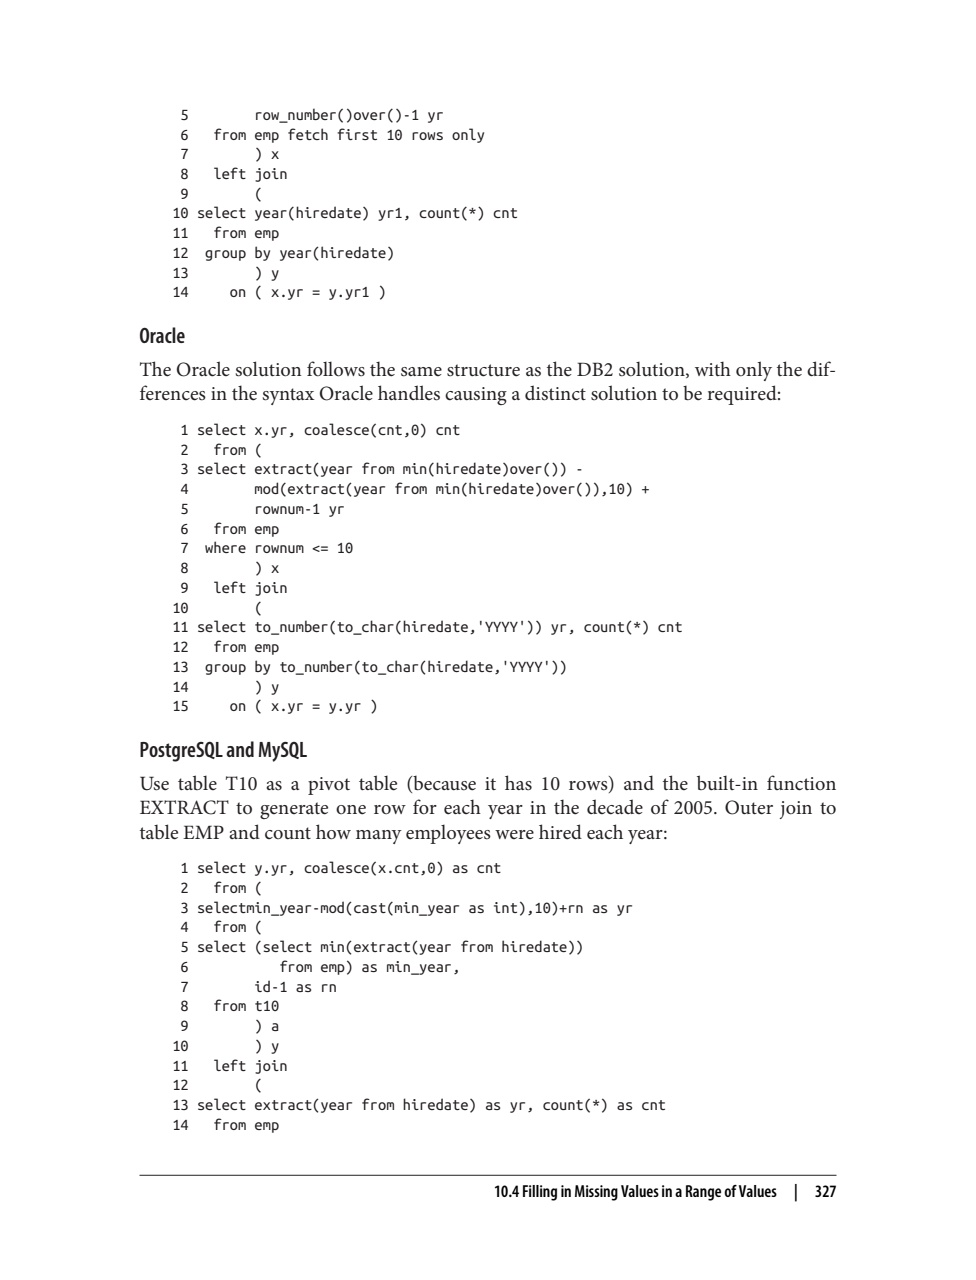 5        row_number()over()-1 yr
6   from emp fetch first 10 rows only
7        ) x
8   left join
9        (
10 select year(hiredate) yr1, count(*) cnt
11   from emp
12  group by year(hiredate)
13        ) y
14     on ( x.yr = y.yr1 )
Oracle
The Oracle solution follows the same structure as the DB2 solution, with only the dif-
ferences in the syntax Oracle handles causing a distinct solution to be required:
1 select x.yr, coalesce(cnt,0) cnt
2   from (
3 select extract(year from min(hiredate)over()) -
4        mod(extract(year from min(hiredate)over()),10) +
5        rownum-1 yr
6   from emp
7  where rownum <= 10
8        ) x
9   left join
10        (
11 select to_number(to_char(hiredate,'YYYY')) yr, count(*) cnt
12   from emp
13  group by to_number(to_char(hiredate,'YYYY'))
14        ) y
15     on ( x.yr = y.yr )
PostgreSQL and MySQL
Use table T10 as a pivot table (because it has 10 rows) and the built-in function
EXTRACT to generate one row for each year in the decade of 2005. Outer join to
table EMP and count how many employees were hired each year:
1 select y.yr, coalesce(x.cnt,0) as cnt
2   from (
3 selectmin_year-mod(cast(min_year as int),10)+rn as yr
4   from (
5 select (select min(extract(year from hiredate))
6           from emp) as min_year,
7        id-1 as rn
8   from t10
9        ) a
10        ) y
11   left join
12        (
13 select extract(year from hiredate) as yr, count(*) as cnt
14   from emp
10.4 Filling in Missing Values in a Range of Values | 327